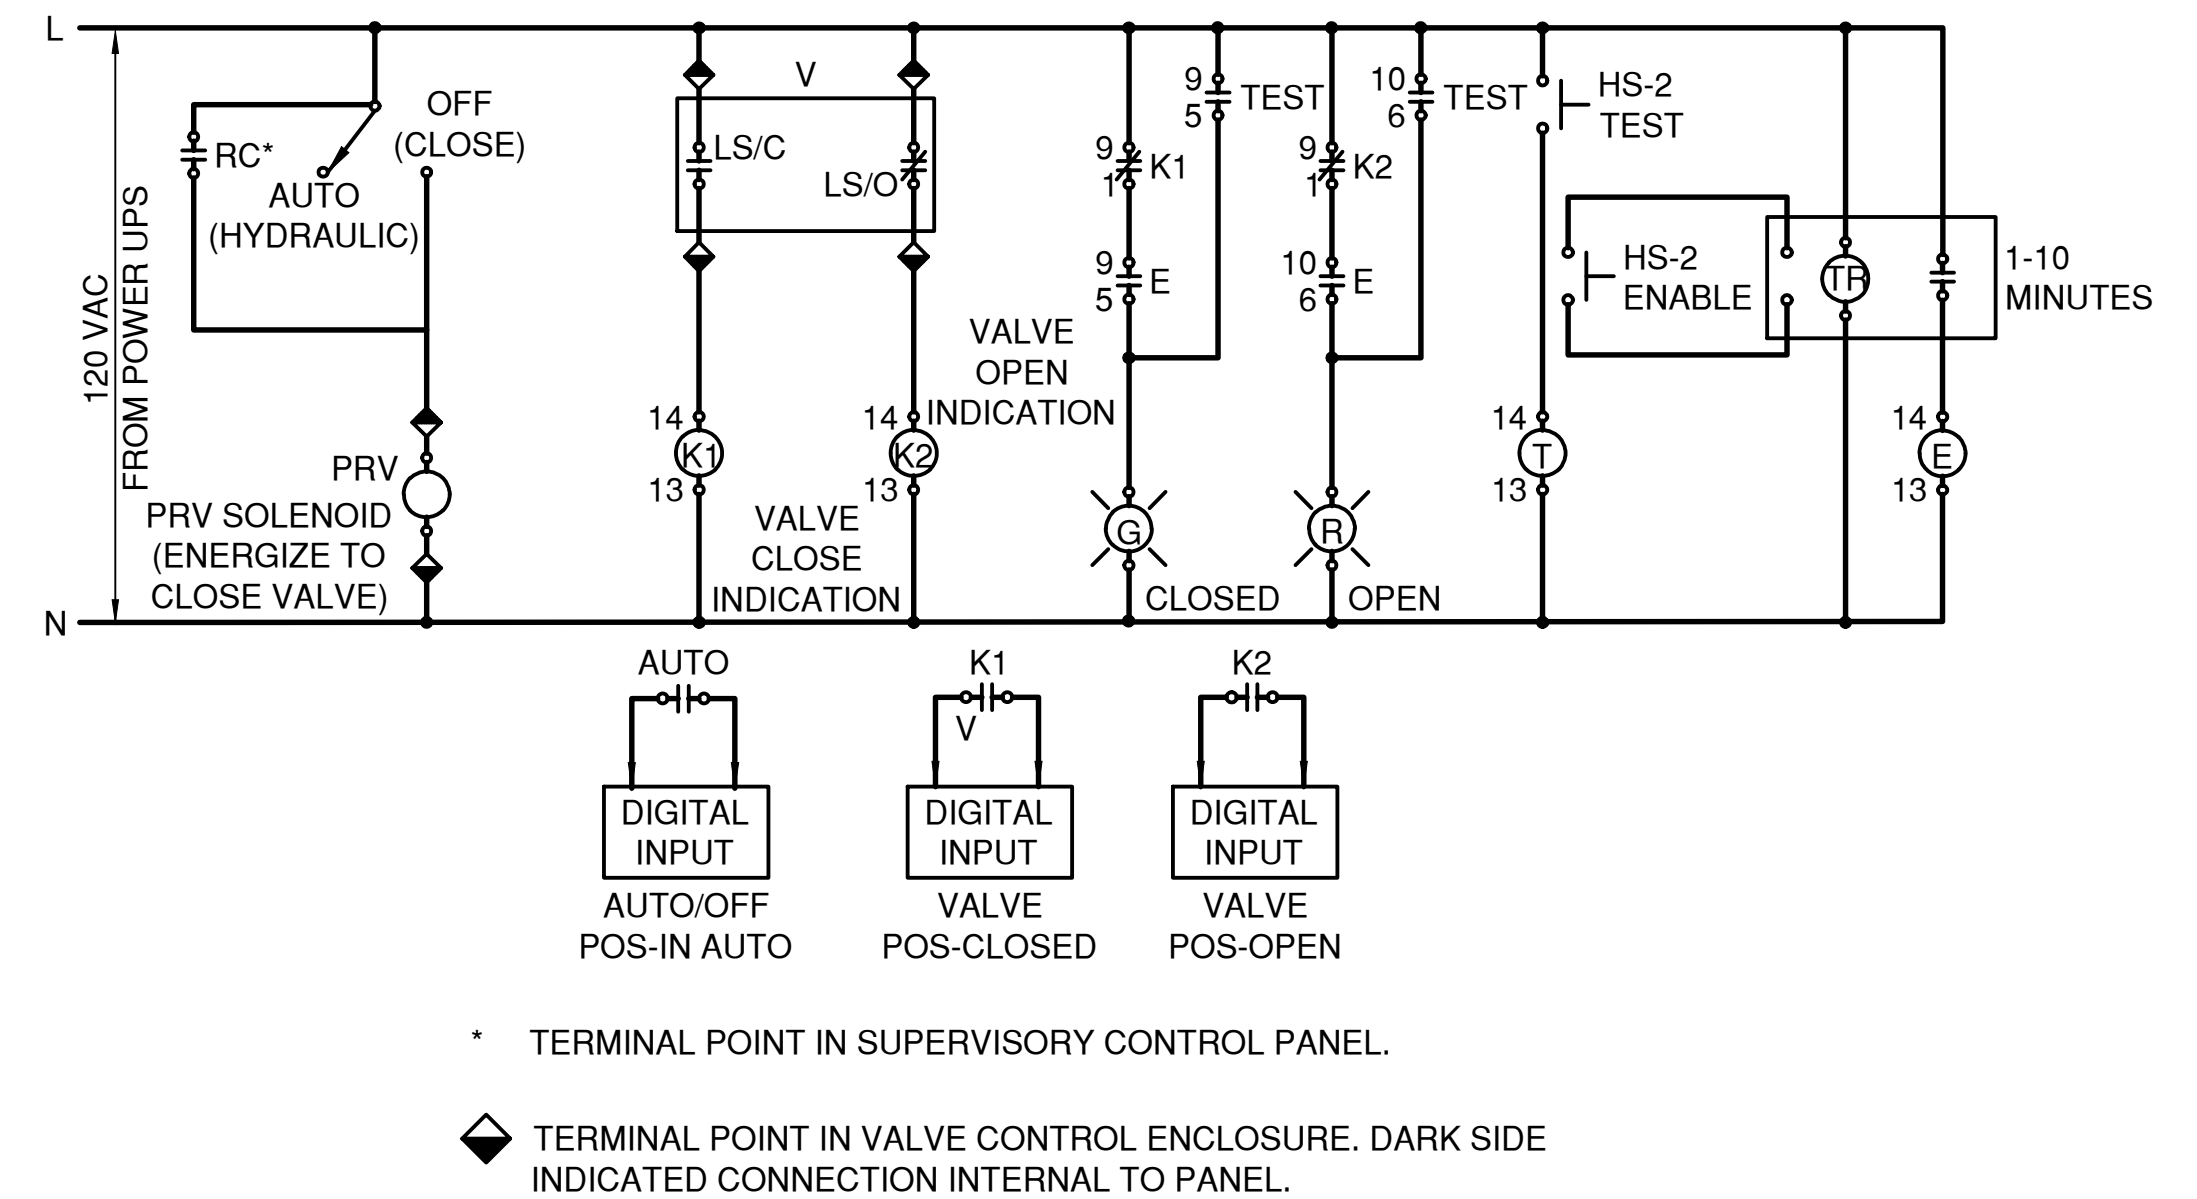 L
120 VAC
FROM POWER UPS
N
RC*
AUTO
(HYDRAULIC)
OFF
(CLOSE)
PRV
PRV SOLENOID
(ENERGIZE TO
CLOSE VALVE)
V
LS/C
LS/O
14
K1
13
14
K2
13
VALVE
CLOSE
INDICATION
VALVE
OPEN
INDICATION
9
1
K1
9
5
E
9
5
TEST
G
CLOSED
9
1
K2
10
6
E
10
6
TEST
R
OPEN
HS-2
TEST
14
T
13
HS-2
ENABLE
TR
1-10
MINUTES
14
E
13
AUTO
DIGITAL
INPUT
AUTO/OFF
POS-IN AUTO
K1
V
DIGITAL
INPUT
VALVE
POS-CLOSED
K2
DIGITAL
INPUT
VALVE
POS-OPEN
* TERMINAL POINT IN SUPERVISORY CONTROL PANEL.
TERMINAL POINT IN VALVE CONTROL ENCLOSURE. DARK SIDE
INDICATED CONNECTION INTERNAL TO PANEL.